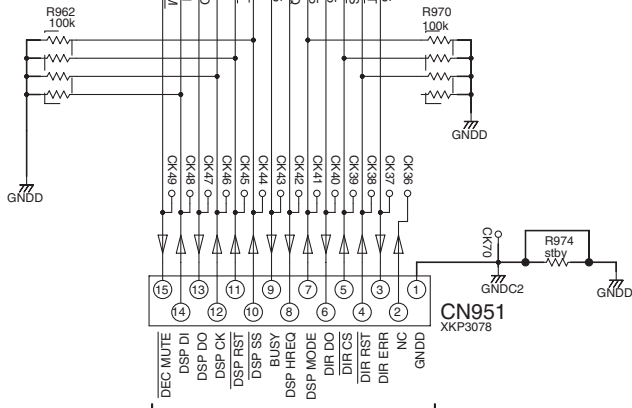 R962
100k
R970
100k
GNDD
GNDD
CK49
CK48
CK47
CK46
CK45
CK44
CK43
CK42
CK41
CK40
CK39
CK38
CK37
CK36
CK70
R974
stby
GNDC2
GNDD
15
13
11
9
7
5
3
1
14
12
10
8
6
4
2
CN951
XKP3078
DEC MUTE
DSP DI
DSP DO
DSP CK
DSP RST
DSP SS
BUSY
DSP HREQ
DSP MODE
DIR DO
DIR CS
DIR RST
DIR ERR
NC
GNDD